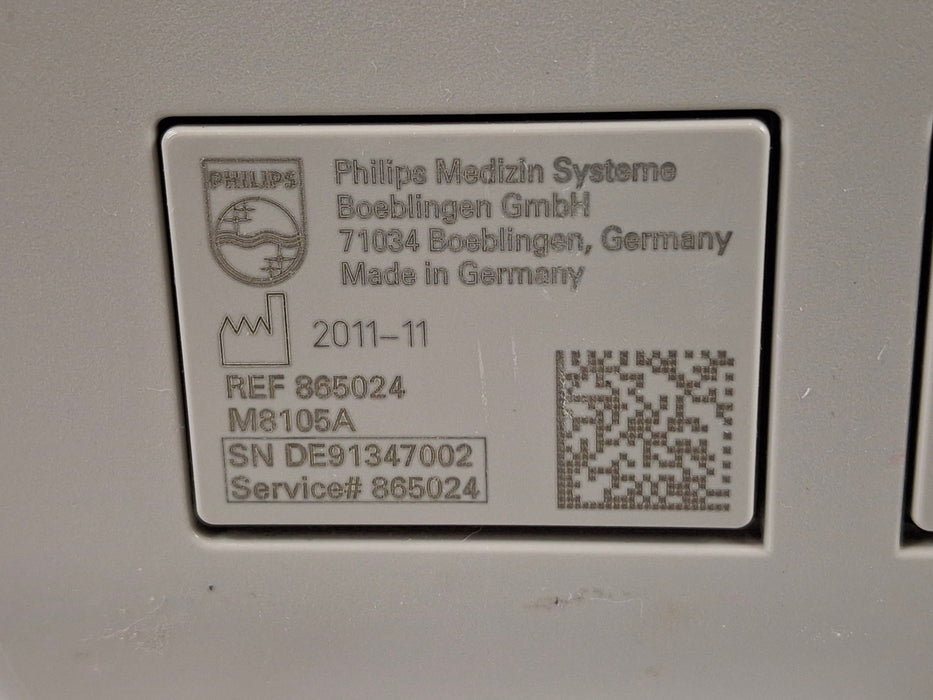 PHILIPS
Philips Medizin Systeme
Boeblingen GmbH
71034 Boeblingen, Germany
Made in Germany
2011-11
REF 865024
M8105A
SN DE91347002
Service# 865024